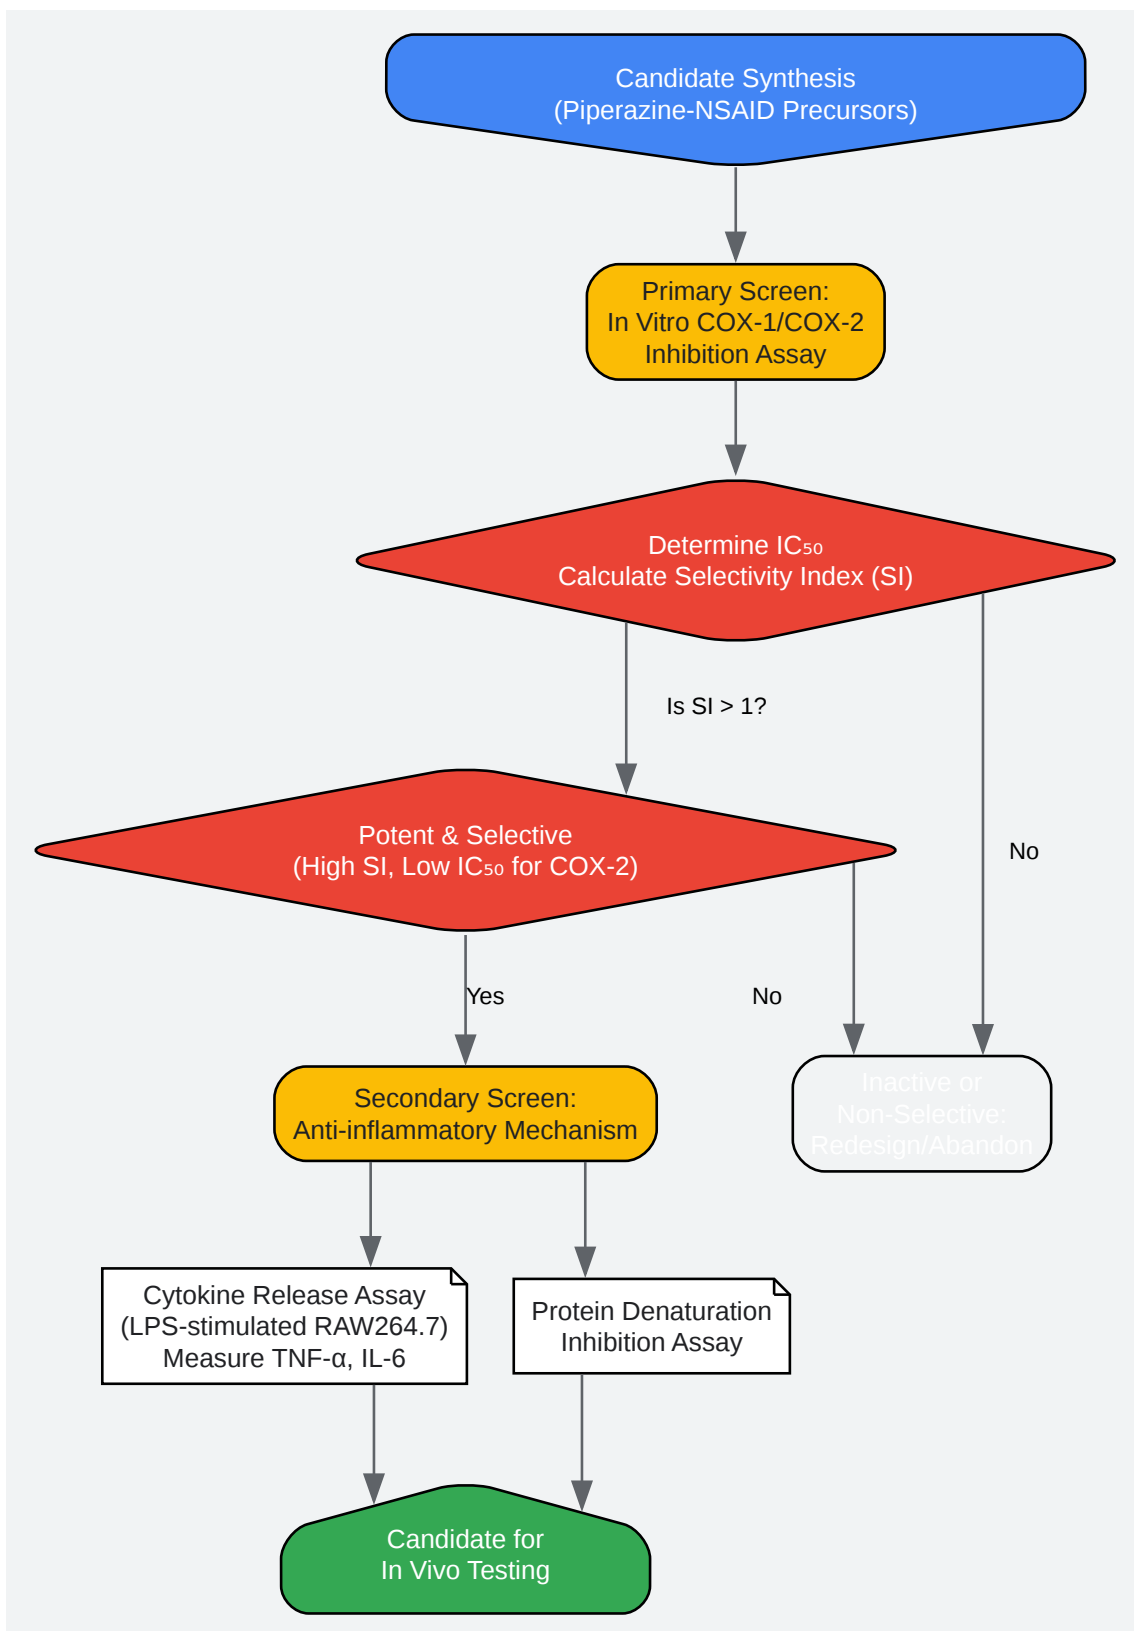 Candidate Synthesis
(Piperazine-NSAID Precursors)
Primary Screen:
In Vitro COX-1/COX-2
Inhibition Assay
Determine IC₅₀
Calculate Selectivity Index (SI)
Is SI > 1?
Potent & Selective
(High SI, Low IC₅₀ for COX-2)
No
Yes
No
Secondary Screen:
Anti-inflammatory Mechanism
Inactive or
Non-Selective:
Redesign/Abandon
Cytokine Release Assay
(LPS-stimulated RAW264.7)
Measure TNF-α, IL-6
Protein Denaturation
Inhibition Assay
Candidate for
In Vivo Testing